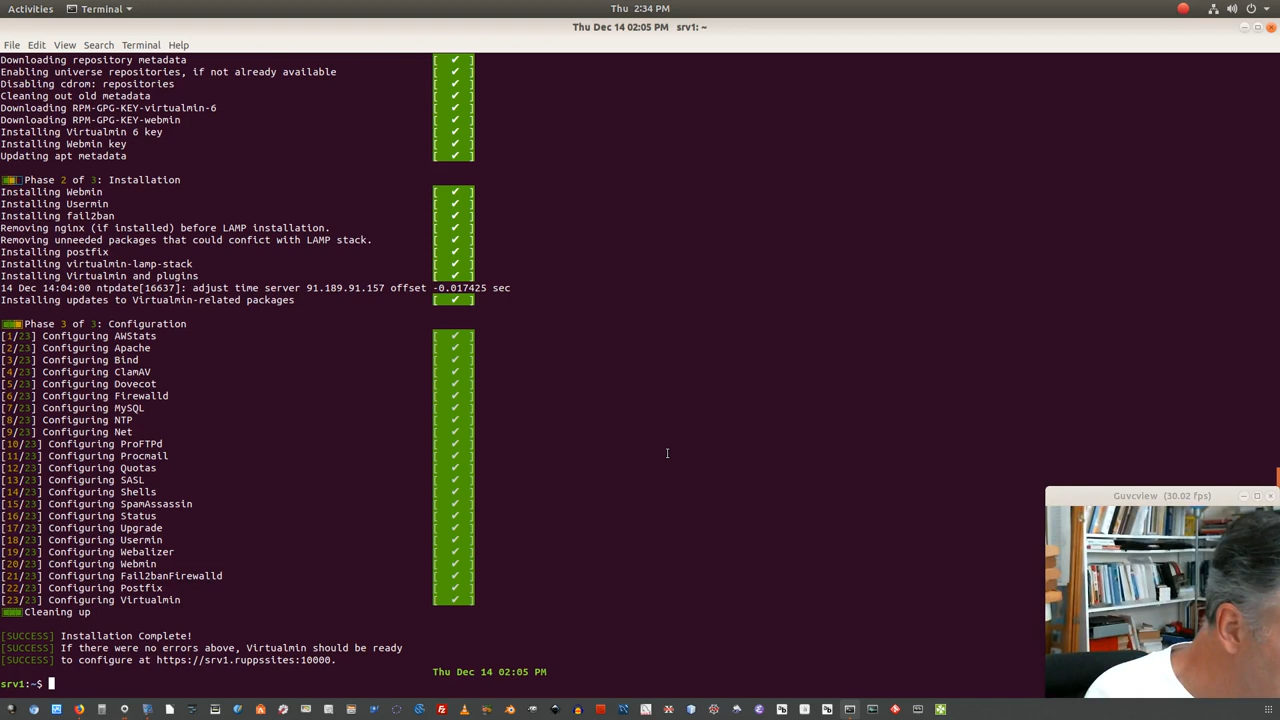 Activities Terminal Thu 2:34 PM
Thu Dec 14 02:05 PM srv1: ~
File Edit View Search Terminal Help
Downloading repository metadata [ ✔ ]
Enabling universe repositories, if not already available [ ✔ ]
Disabling cdrom: repositories [ ✔ ]
Cleaning out old metadata [ ✔ ]
Downloading RPM-GPG-KEY-virtualmin-6 [ ✔ ]
Downloading RPM-GPG-KEY-webmin [ ✔ ]
Installing Virtualmin 6 key [ ✔ ]
Installing Webmin key [ ✔ ]
Updating apt metadata [ ✔ ]
Phase 2 of 3: Installation
Installing Webmin [ ✔ ]
Installing Usermin [ ✔ ]
Installing fail2ban [ ✔ ]
Removing nginx (if installed) before LAMP installation. [ ✔ ]
Removing unneeded packages that could confict with LAMP stack. [ ✔ ]
Installing postfix [ ✔ ]
Installing virtualmin-lamp-stack [ ✔ ]
Installing Virtualmin and plugins [ ✔ ]
14 Dec 14:04:00 ntpdate[16637]: adjust time server 91.189.91.157 offset -0.017425 sec
Installing updates to Virtualmin-related packages [ ✔ ]
Phase 3 of 3: Configuration
[1/23] Configuring AWStats [ ✔ ]
[2/23] Configuring Apache [ ✔ ]
[3/23] Configuring Bind [ ✔ ]
[4/23] Configuring ClamAV [ ✔ ]
[5/23] Configuring Dovecot [ ✔ ]
[6/23] Configuring Firewalld [ ✔ ]
[7/23] Configuring MySQL [ ✔ ]
[8/23] Configuring NTP [ ✔ ]
[9/23] Configuring Net [ ✔ ]
[10/23] Configuring ProFTPd [ ✔ ]
[11/23] Configuring Procmail [ ✔ ]
[12/23] Configuring Quotas [ ✔ ]
[13/23] Configuring SASL [ ✔ ]
[14/23] Configuring Shells [ ✔ ]
[15/23] Configuring SpamAssassin [ ✔ ]
[16/23] Configuring Status [ ✔ ]
[17/23] Configuring Upgrade [ ✔ ]
[18/23] Configuring Usermin [ ✔ ]
[19/23] Configuring Webalizer [ ✔ ]
[20/23] Configuring Webmin [ ✔ ]
[21/23] Configuring Fail2banFirewalld [ ✔ ]
[22/23] Configuring Postfix [ ✔ ]
[23/23] Configuring Virtualmin [ ✔ ]
Cleaning up
[SUCCESS] Installation Complete!
[SUCCESS] If there were no errors above, Virtualmin should be ready
[SUCCESS] to configure at https://srv1.ruppssites:10000.
Thu Dec 14 02:05 PM
srv1:~$
Guvcview (30.02 fps)